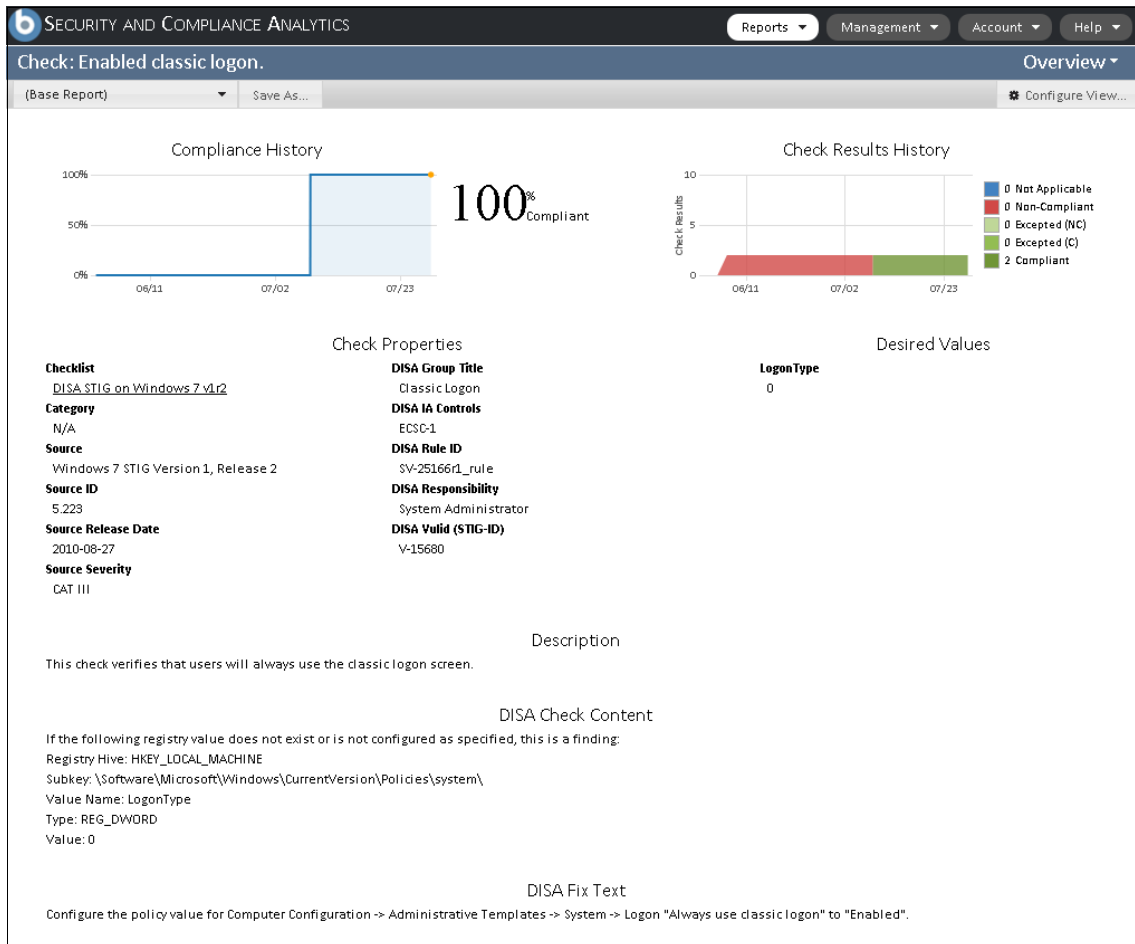 SECURITY AND COMPLIANCE ANALYTICS
Reports
Management
Account
Help
Check: Enabled classic logon.
Overview
(Base Report)
Save As...
Configure View...
Compliance History
100%
50%
0%
06/11
07/02
07/23
100%
Compliant
Check Results History
Check Results
10
5
0
06/11
07/02
07/23
0 Not Applicable
0 Non-Compliant
0 Excepted (NC)
0 Excepted (C)
2 Compliant
Check Properties
Checklist
DISA STIG on Windows 7 v1r2
Category
N/A
Source
Windows 7 STIG Version 1, Release 2
Source ID
5.223
Source Release Date
2010-08-27
Source Severity
CAT III
DISA Group Title
Classic Logon
DISA IA Controls
ECSC-1
DISA Rule ID
SV-25166r1_rule
DISA Responsibility
System Administrator
DISA Vulid (STIG-ID)
V-15680
Desired Values
LogonType
0
Description
This check verifies that users will always use the classic logon screen.
DISA Check Content
If the following registry value does not exist or is not configured as specified, this is a finding:
Registry Hive: HKEY_LOCAL_MACHINE
Subkey: \Software\Microsoft\Windows\CurrentVersion\Policies\system\
Value Name: LogonType
Type: REG_DWORD
Value: 0
DISA Fix Text
Configure the policy value for Computer Configuration -> Administrative Templates -> System -> Logon "Always use classic logon" to "Enabled".